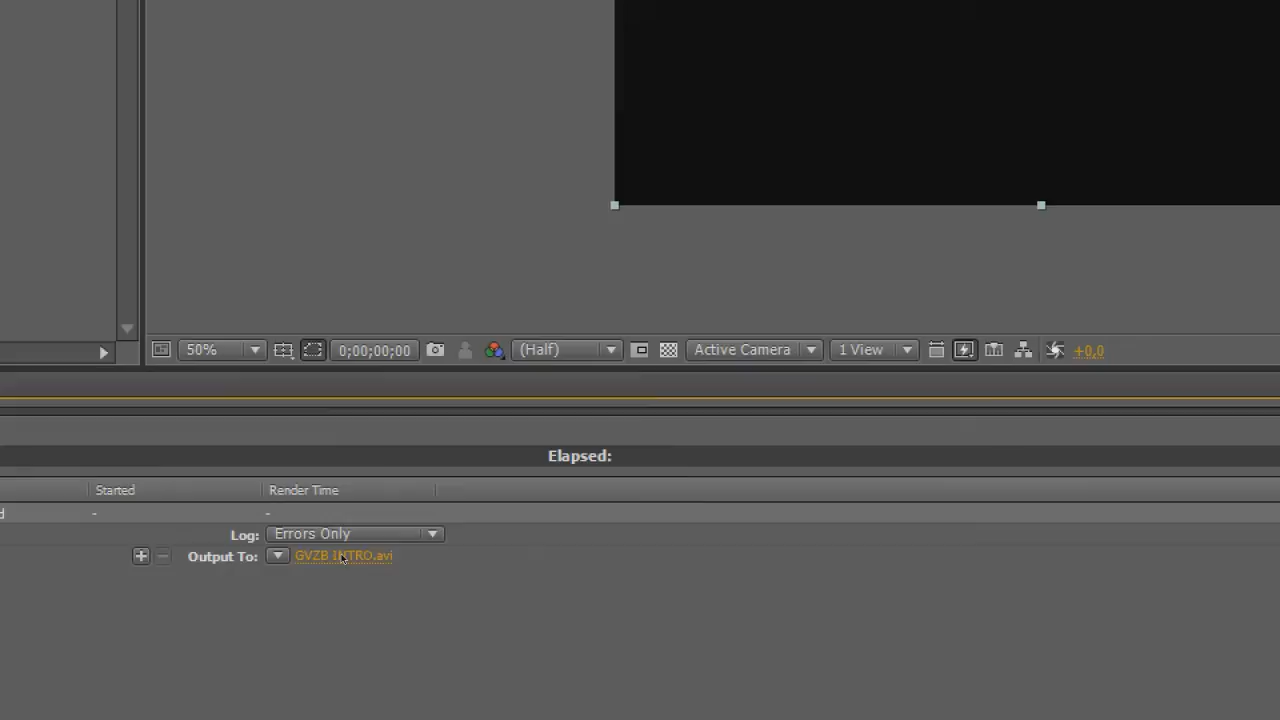 50% 0;00;00;00 (Half) Active Camera 1 View +0,0
Elapsed:
Started Render Time
d - -
Log: Errors Only
Output To: GVZB INTRO.avi